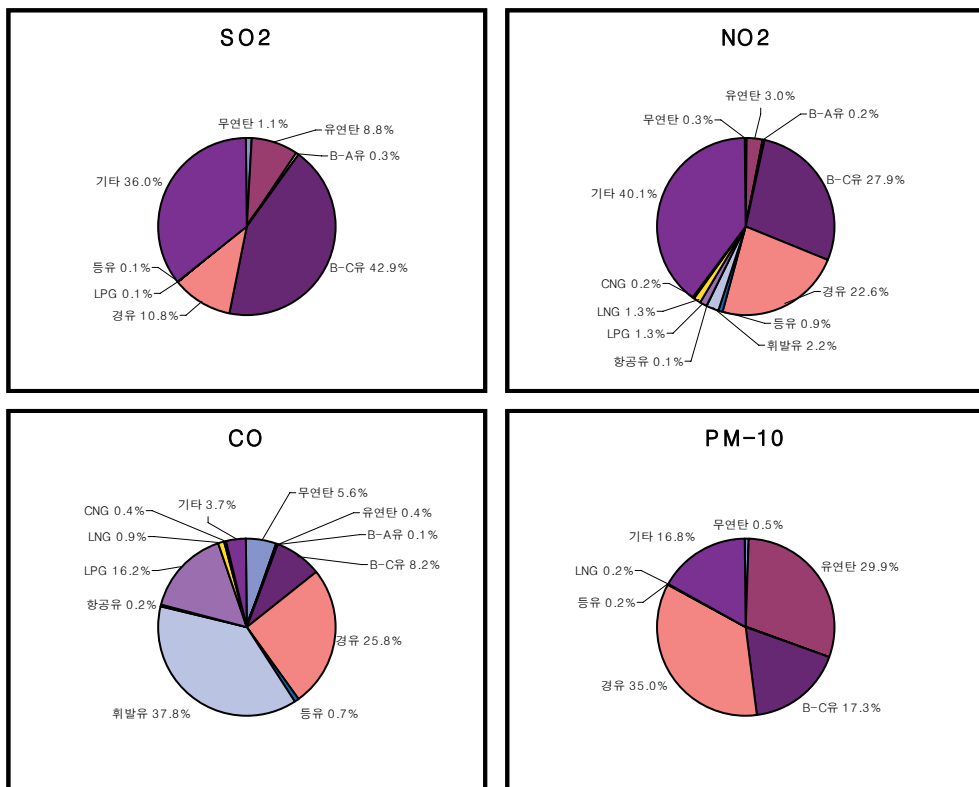 SO2
무연탄 1.1%
유연탄 8.8%
B-A유 0.3%
기타 36.0%
B-C유 42.9%
등유 0.1%
LPG 0.1%
경유 10.8%
NO2
유연탄 3.0%
무연탄 0.3%
B-A유 0.2%
B-C유 27.9%
기타 40.1%
CNG 0.2%
경유 22.6%
LNG 1.3%
등유 0.9%
LPG 1.3%
휘발유 2.2%
항공유 0.1%
CO
무연탄 5.6%
기타 3.7%
CNG 0.4%
유연탄 0.4%
B-A유 0.1%
LNG 0.9%
B-C유 8.2%
LPG 16.2%
항공유 0.2%
경유 25.8%
휘발유 37.8%
등유 0.7%
PM-10
무연탄 0.5%
기타 16.8%
유연탄 29.9%
LNG 0.2%
등유 0.2%
경유 35.0%
B-C유 17.3%